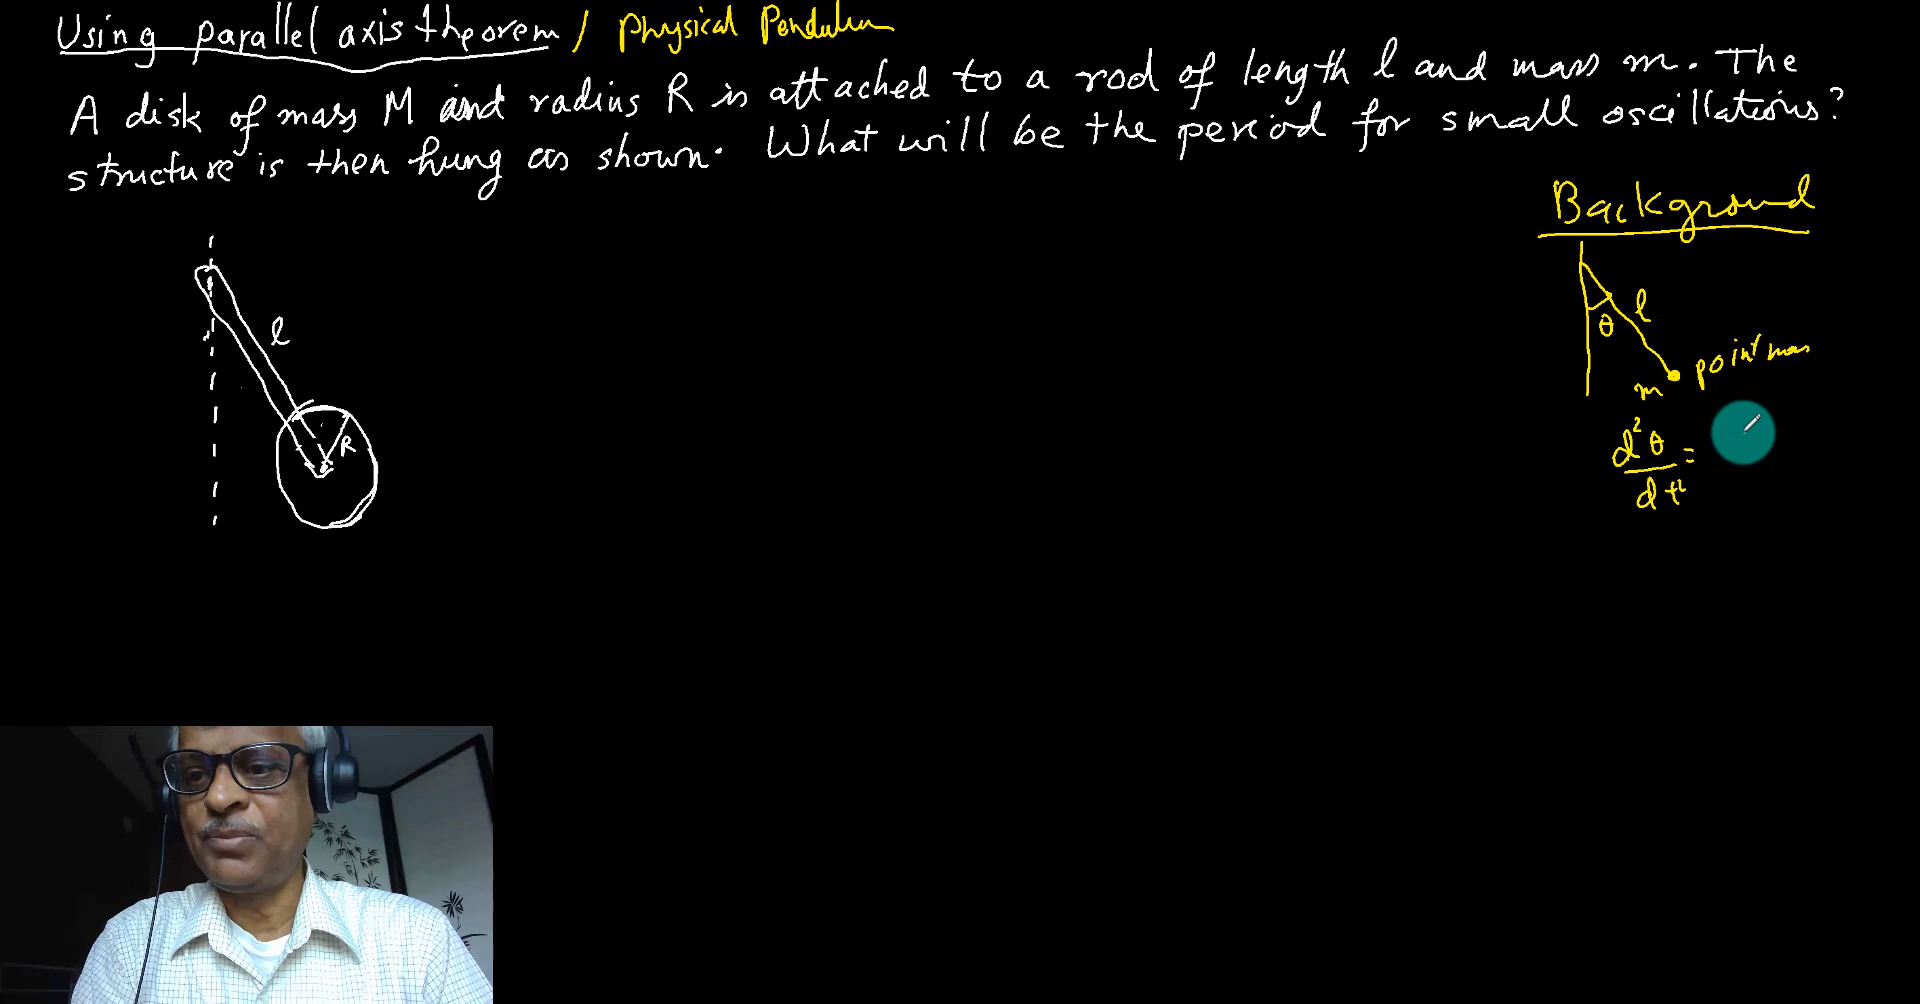 Using parallel axis theorem / Physical Pendulum
A disk of mass M and radius R is attached to a rod of length l and mass m. The
structure is then hung as shown. What will be the period for small oscillations?
Background
l
θ
l
point mass
m
R
d²θ
=
dt²